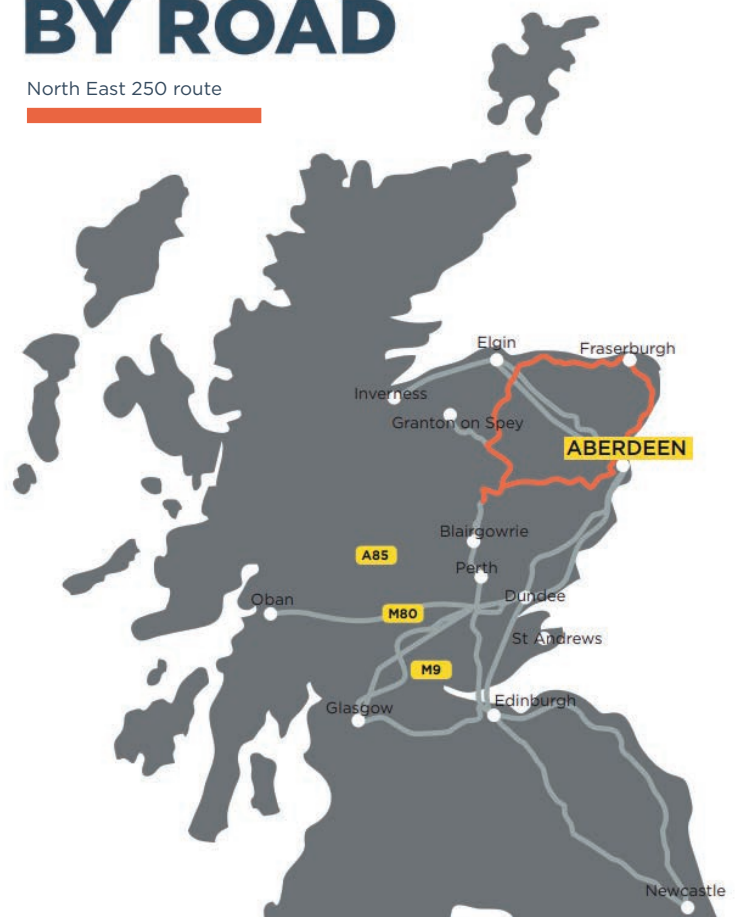 BY ROAD
North East 250 route
Elgin
Fraserburgh
Inverness
Granton on Spey
ABERDEEN
Blairgowrie
A85
Perth
Dundee
Oban
M80
St Andrews
M9
Edinburgh
Glasgow
Newcastle